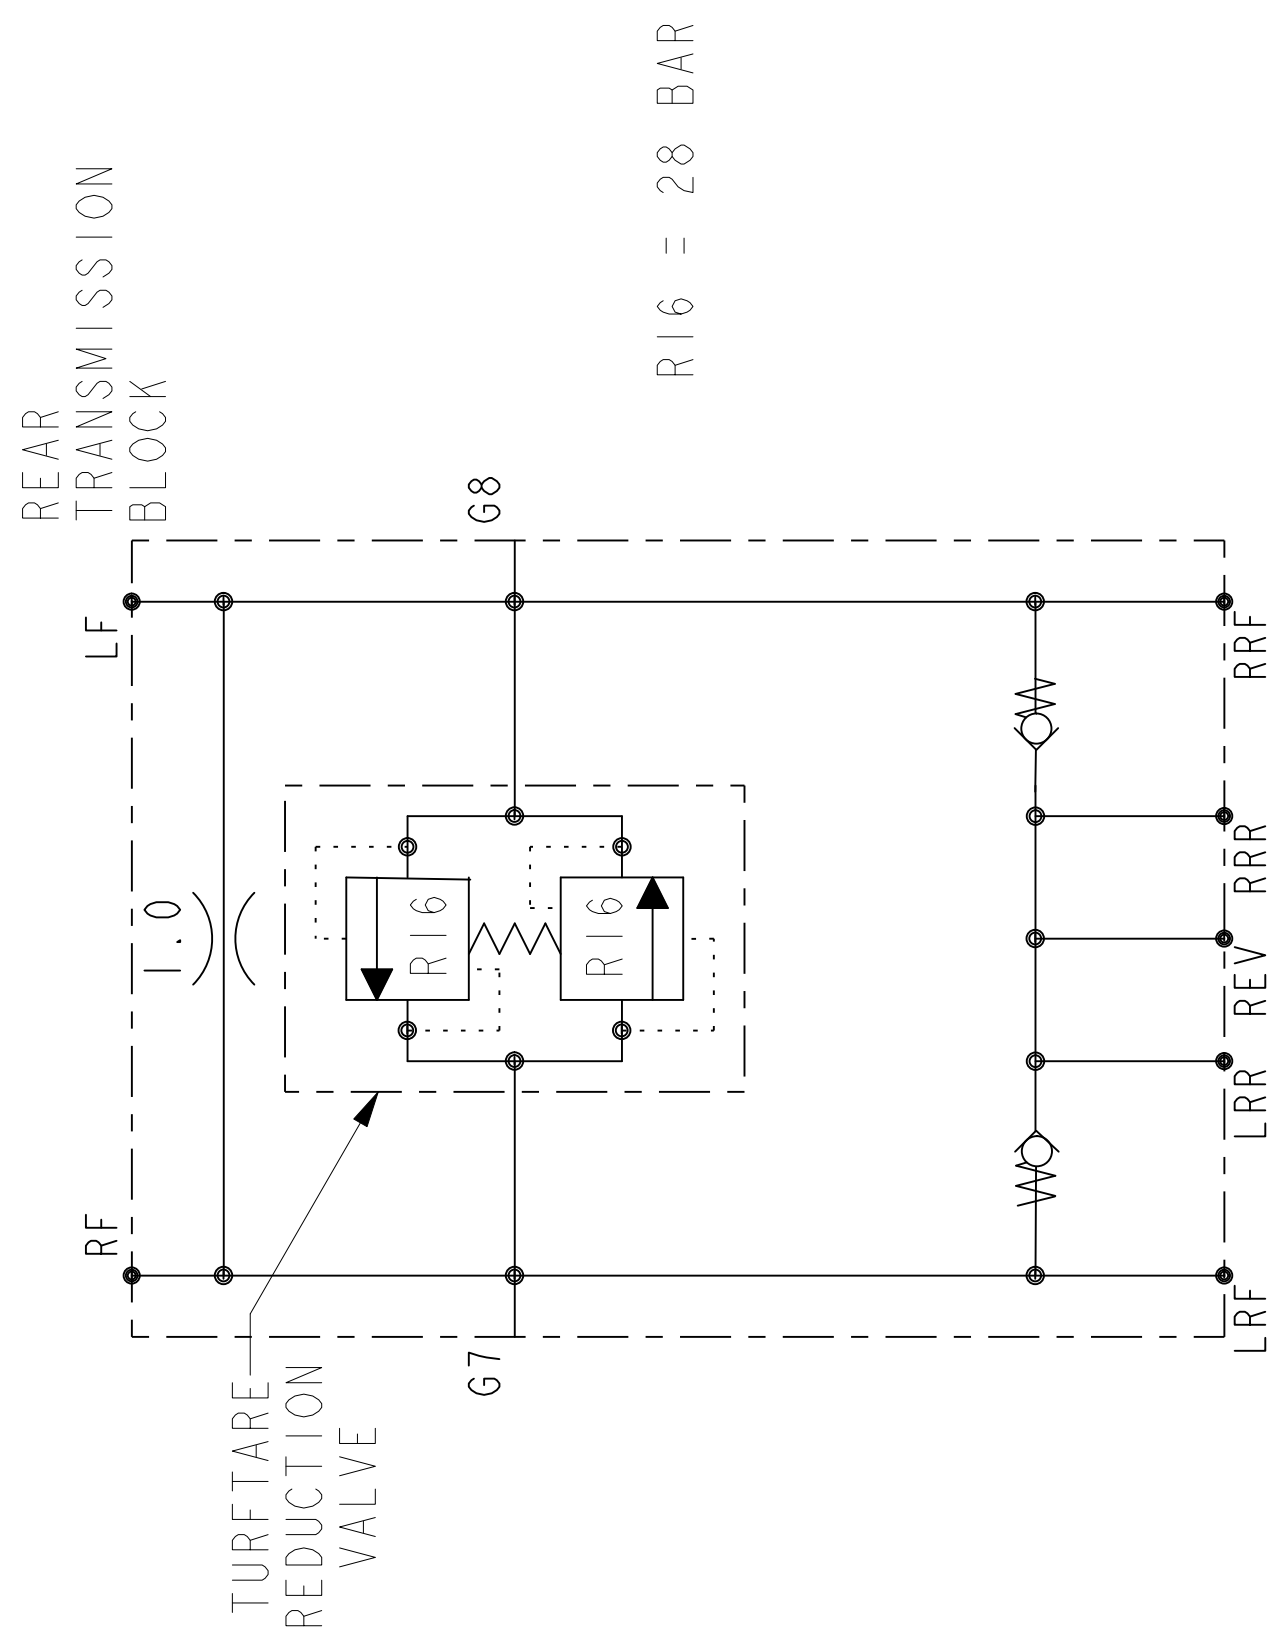 REAR
TRANSMISSION
BLOCK
R16 = 28 BAR
G8
LF
RRF
1.0
R16
R16
RRR
REV
LRR
RF
LRF
G7
TURFTARE
REDUCTION
VALVE